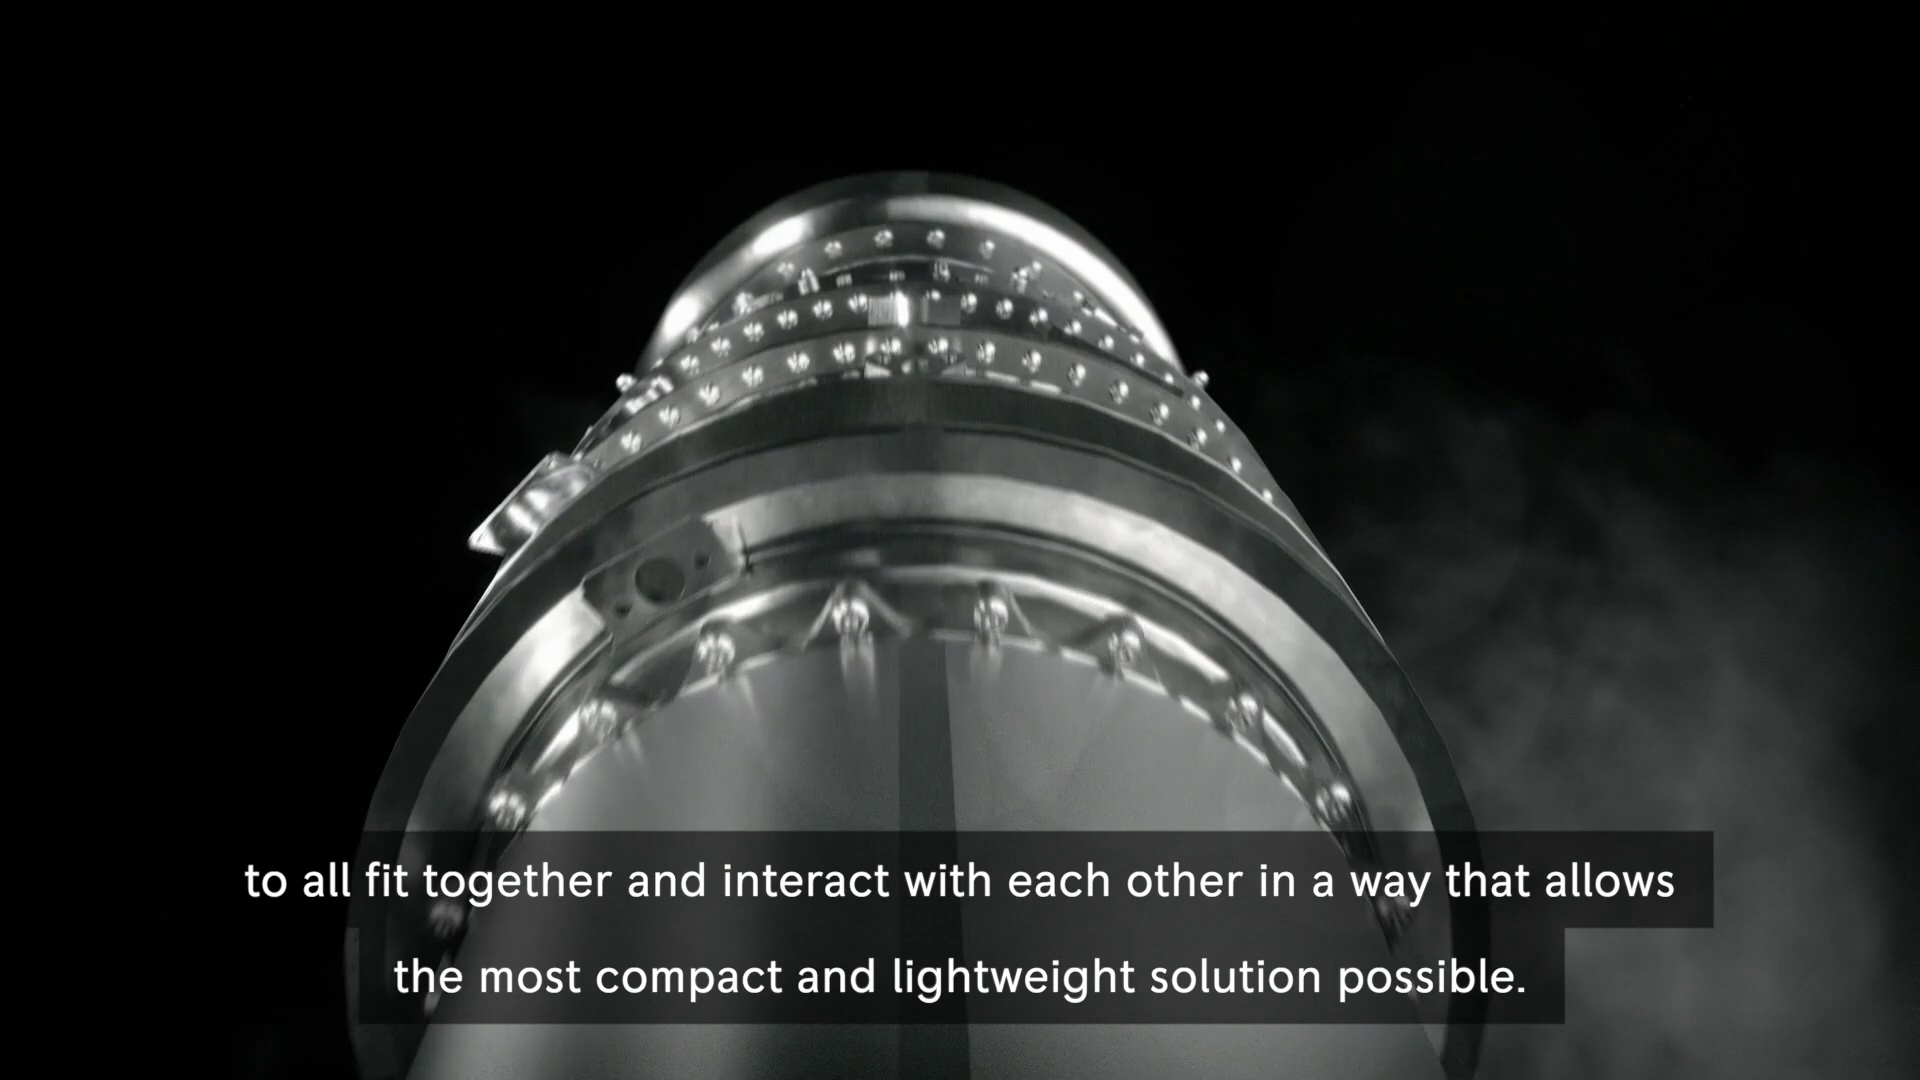 to all fit together and interact with each other in a way that allows
the most compact and lightweight solution possible.